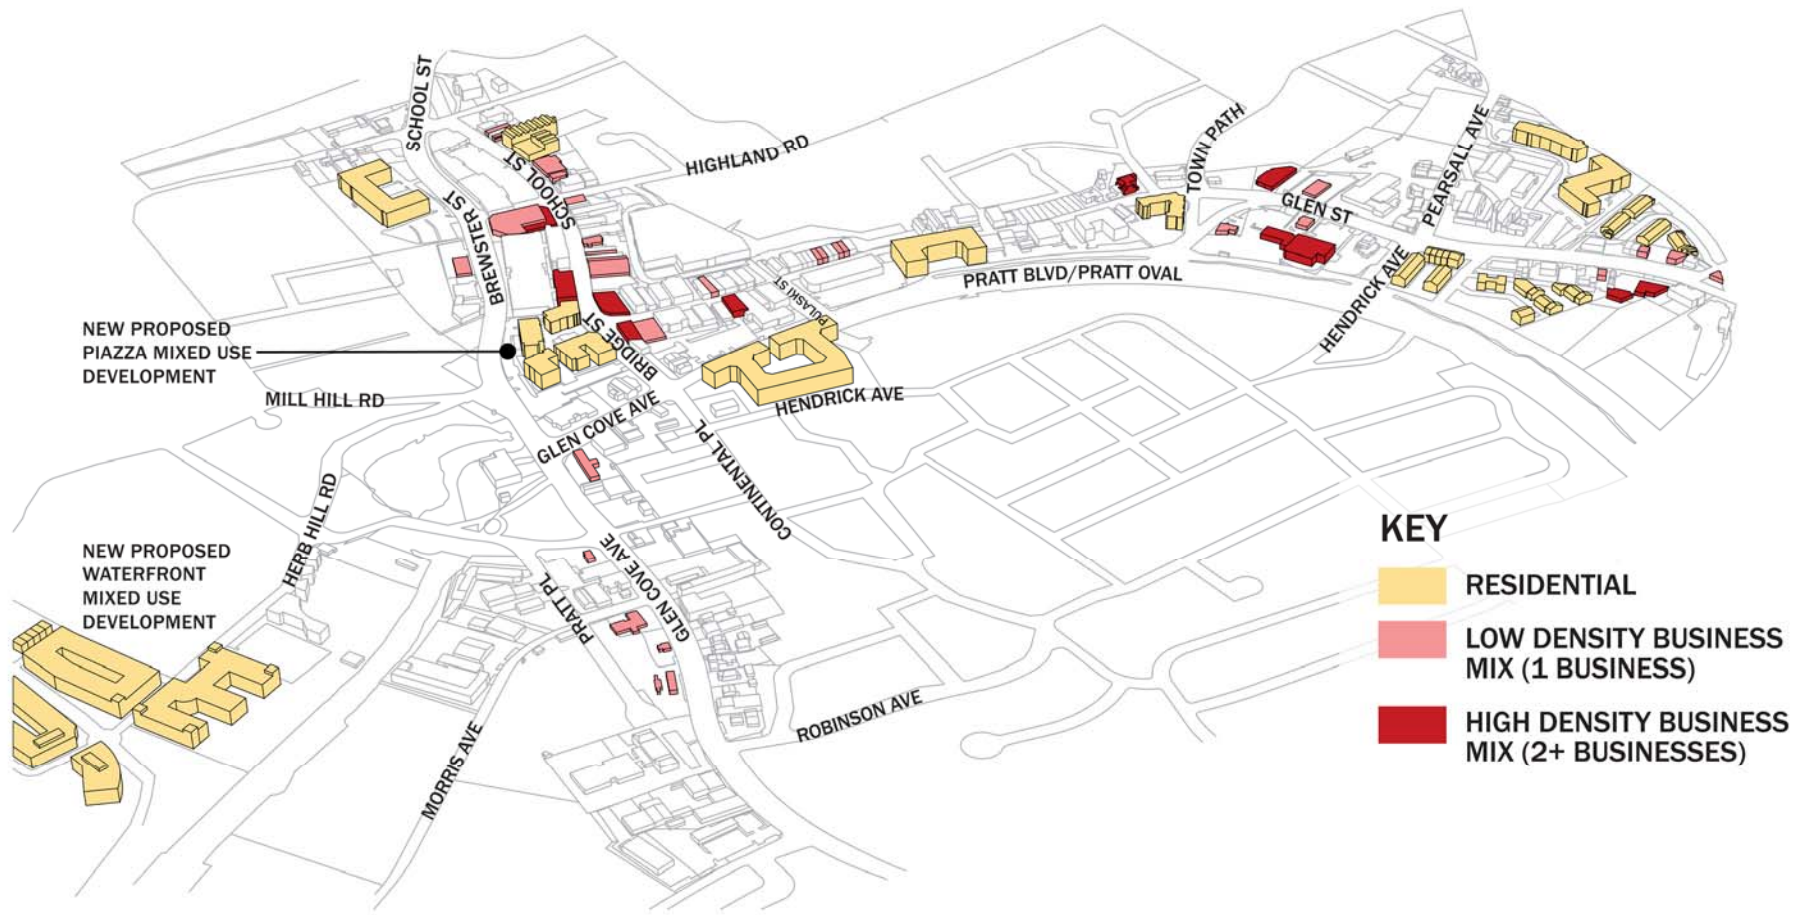 SCHOOL ST
HIGHLAND RD
TOWN PATH
PEARSALL AVE
SCHOOL ST
BREWSTER ST
GLEN ST
PRATT BLVD/PRATT OVAL
HENDRICK AVE
PULASKI ST
BRIDGE ST
NEW PROPOSED
PIAZZA MIXED USE
DEVELOPMENT
MILL HILL RD
HENDRICK AVE
GLEN COVE AVE
CONTINENTAL PL
HERB HILL RD
NEW PROPOSED
WATERFRONT
MIXED USE
DEVELOPMENT
PRATT PL
GLEN COVE AVE
ROBINSON AVE
MORRIS AVE
KEY
RESIDENTIAL
LOW DENSITY BUSINESS
MIX (1 BUSINESS)
HIGH DENSITY BUSINESS
MIX (2+ BUSINESSES)